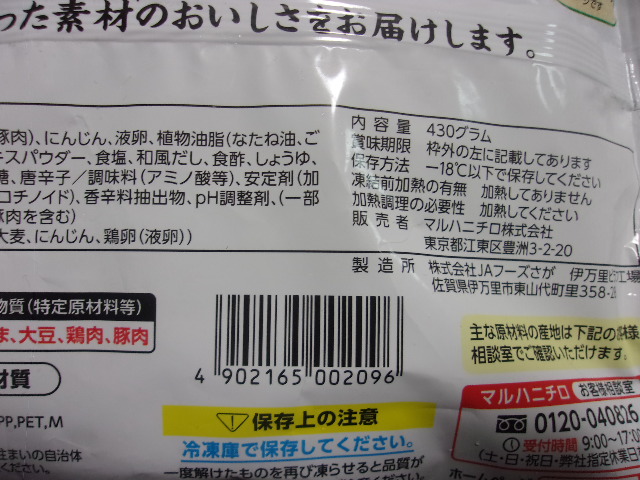 った素材のおいしさをお届けします。
豚肉)、にんじん、液卵、植物油脂(なたね油、ご
キスパウダー、食塩、和風だし、食酢、しょうゆ、
糖、唐辛子／調味料(アミノ酸等)、安定剤(加
ロチノイド)、香辛料抽出物、pH調整剤、(一部
豚肉を含む)
大麦、にんじん、鶏卵(液卵))
内容量 430グラム
賞味期限 枠外の左に記載してあります
保存方法 －18℃以下で保存してください
凍結前加熱の有無 加熱してありません
加熱調理の必要性 加熱してください
販売者 マルハニチロ株式会社
東京都江東区豊洲3-2-20
製造所 株式会社JAフーズさが 伊万里
佐賀県伊万里市東山代町里358-2
物質(特定原材料等)
ま、大豆、鶏肉、豚肉
材質
PP,PET,M
住まいの自治体
4 902165 002096
保存上の注意
冷凍庫で保存してください。
一度解けたものを再び凍らせると品質が
主な原材料の産地は下記のお客様
相談室でご確認いただけます。
マルハニチロ お客様相談室
0120-040826
受付時間 9:00～17:00
(土・日・祝日・弊社指定休業日